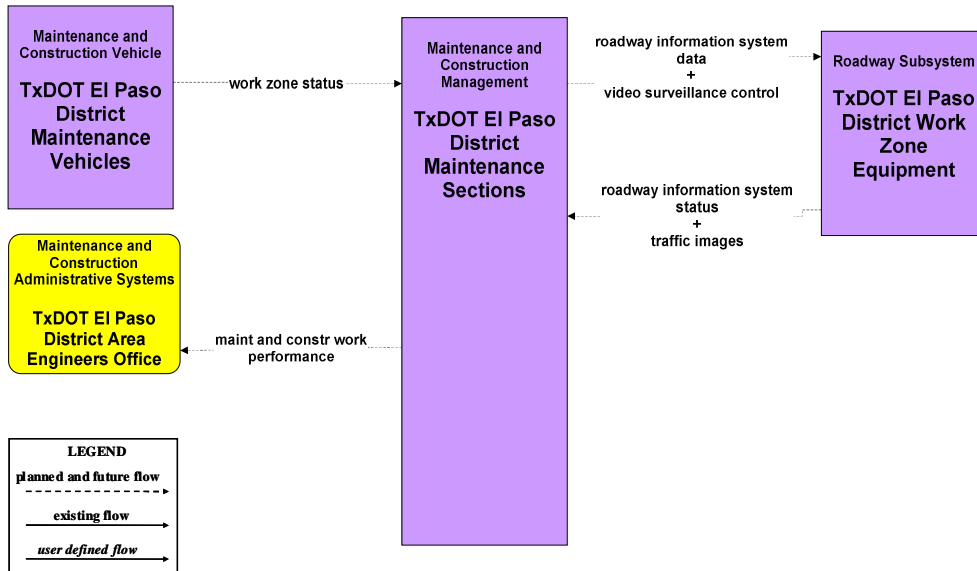 Maintenance and
Construction Vehicle
TxDOT El Paso
District
Maintenance
Vehicles
work zone status
Maintenance and
Construction
Management
TxDOT El Paso
District
Maintenance
Sections
roadway information system
data
+
video surveillance control
Roadway Subsystem
TxDOT El Paso
District Work
Zone
Equipment
roadway information system
status
+
traffic images
Maintenance and
Construction
Administrative Systems
TxDOT El Paso
District Area
Engineers Office
maint and constr work
performance
LEGEND
planned and future flow
existing flow
user defined flow